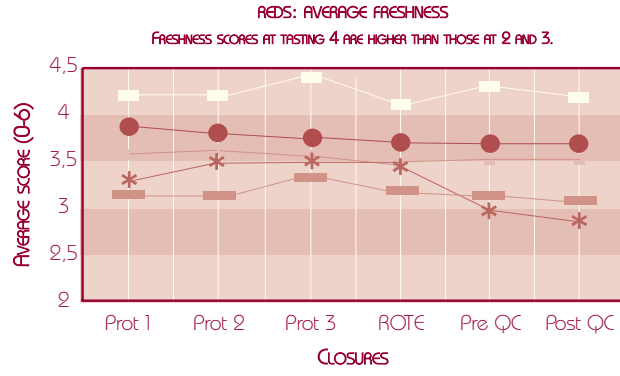 REDS: AVERAGE FRESHNESS
FRESHNESS SCORES AT TASTING 4 ARE HIGHER THAN THOSE AT 2 AND 3.
AVERAGE SCORE (0-6)
4,5
4
3,5
3
2,5
2
Prot 1 Prot 2 Prot 3 ROTE Pre QC Post QC
CLOSURES